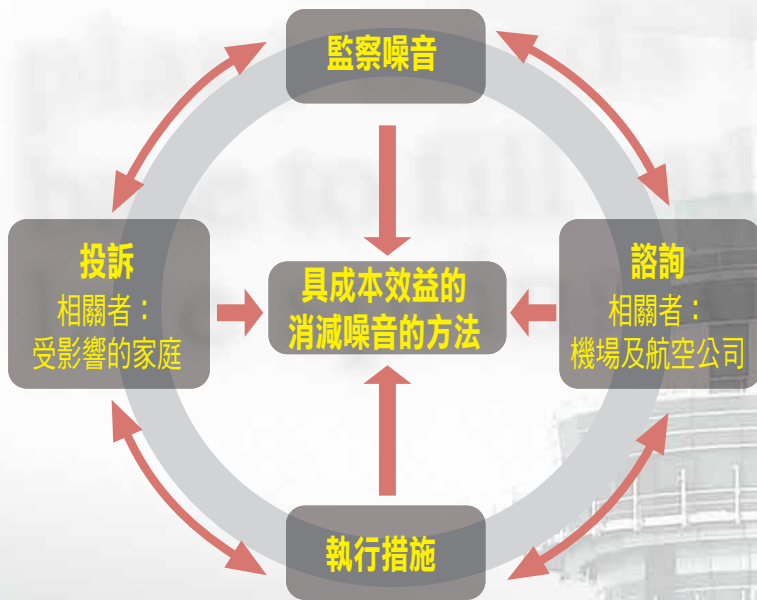 監察噪音
投訴
相關者：
受影響的家庭
具成本效益的
消減噪音的方法
諮詢
相關者：
機場及航空公司
執行措施